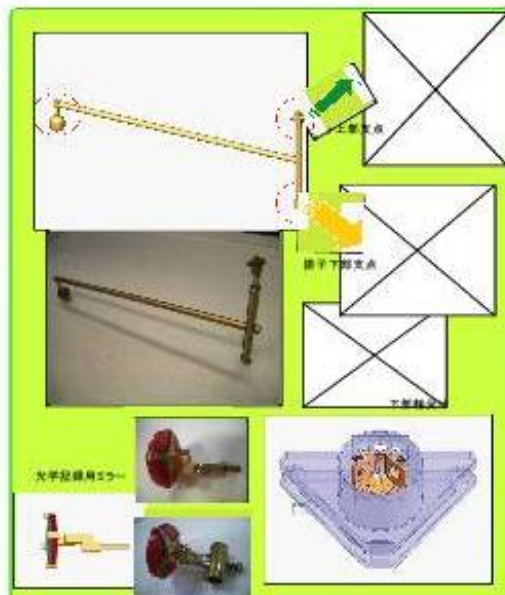 上部支点
振子下部支点
光学記録用ミラー